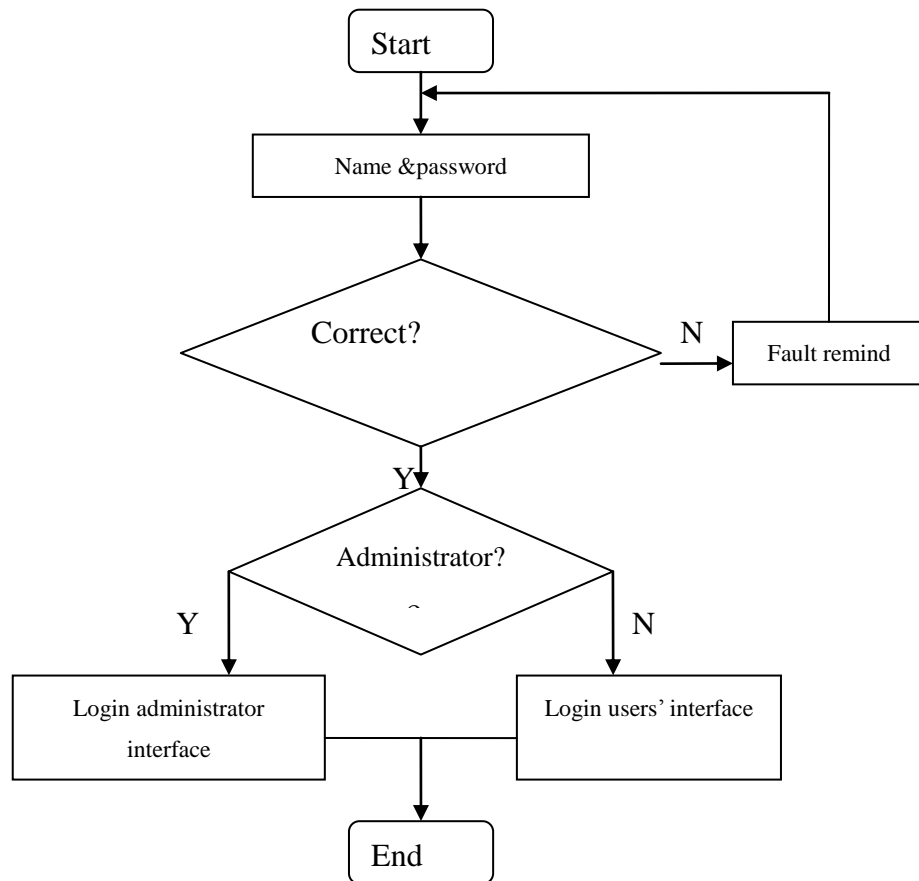 Start
Name &password
Correct?
N
Fault remind
Y
Administrator?
Y
N
Login administrator
interface
Login users’ interface
End